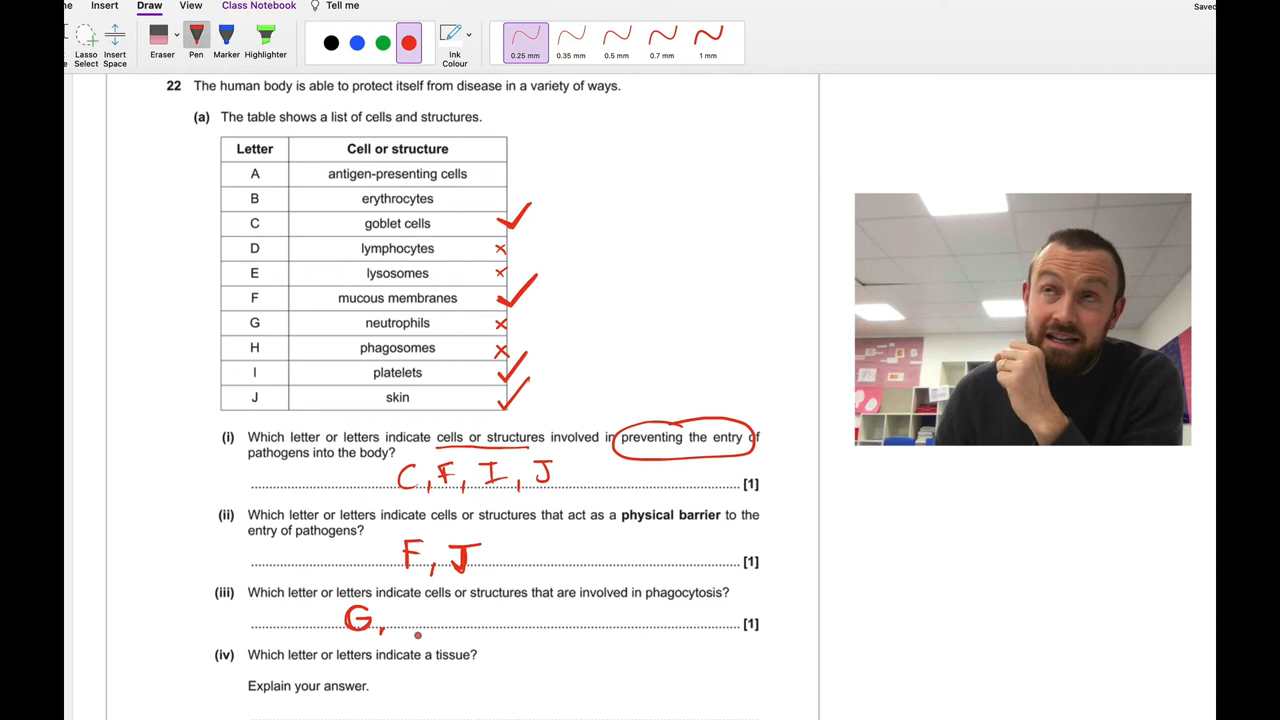 me Insert Draw View Class Notebook Tell me Saved
Eraser Pen Marker Highlighter
Lasso Select
Insert Space
Ink Colour
0.25 mm 0.35 mm 0.5 mm 0.7 mm 1 mm
22 The human body is able to protect itself from disease in a variety of ways.
(a) The table shows a list of cells and structures.
Letter Cell or structure
A antigen-presenting cells
B erythrocytes
C goblet cells ✓
D lymphocytes ×
E lysosomes ×
F mucous membranes ✓
G neutrophils ×
H phagosomes ×
I platelets ✓
J skin ✓
(i) Which letter or letters indicate cells or structures involved in preventing the entry of
pathogens into the body?
C, F, I, J [1]
(ii) Which letter or letters indicate cells or structures that act as a physical barrier to the
entry of pathogens?
F, J [1]
(iii) Which letter or letters indicate cells or structures that are involved in phagocytosis?
G, [1]
(iv) Which letter or letters indicate a tissue?
Explain your answer.